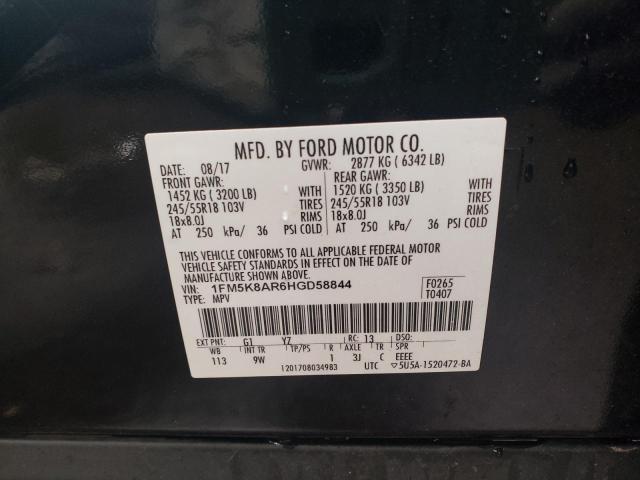 MFD. BY FORD MOTOR CO.
DATE: 08/17 GVWR: 2877 KG ( 6342 LB)
FRONT GAWR: REAR GAWR:
1452 KG ( 3200 LB) WITH 1520 KG ( 3350 LB) WITH
245/55R18 103V TIRES 245/55R18 103V TIRES
18x8.0J RIMS 18x8.0J RIMS
AT 250 kPa/ 36 PSI COLD AT 250 kPa/ 36 PSI COLD
THIS VEHICLE CONFORMS TO ALL APPLICABLE FEDERAL MOTOR
VEHICLE SAFETY STANDARDS IN EFFECT ON THE DATE OF
MANUFACTURE SHOWN ABOVE.
VIN: 1FM5K8AR6HGD58844 F0265
TYPE: MPV T0407
EXT PNT: G1 YZ RC: 13 DSO:
WB INT TR TP/PS R AXLE TR SPR
113 9W 1 3J C EEEE
1201708034983 UTC ▽5U5A-1520472-BA